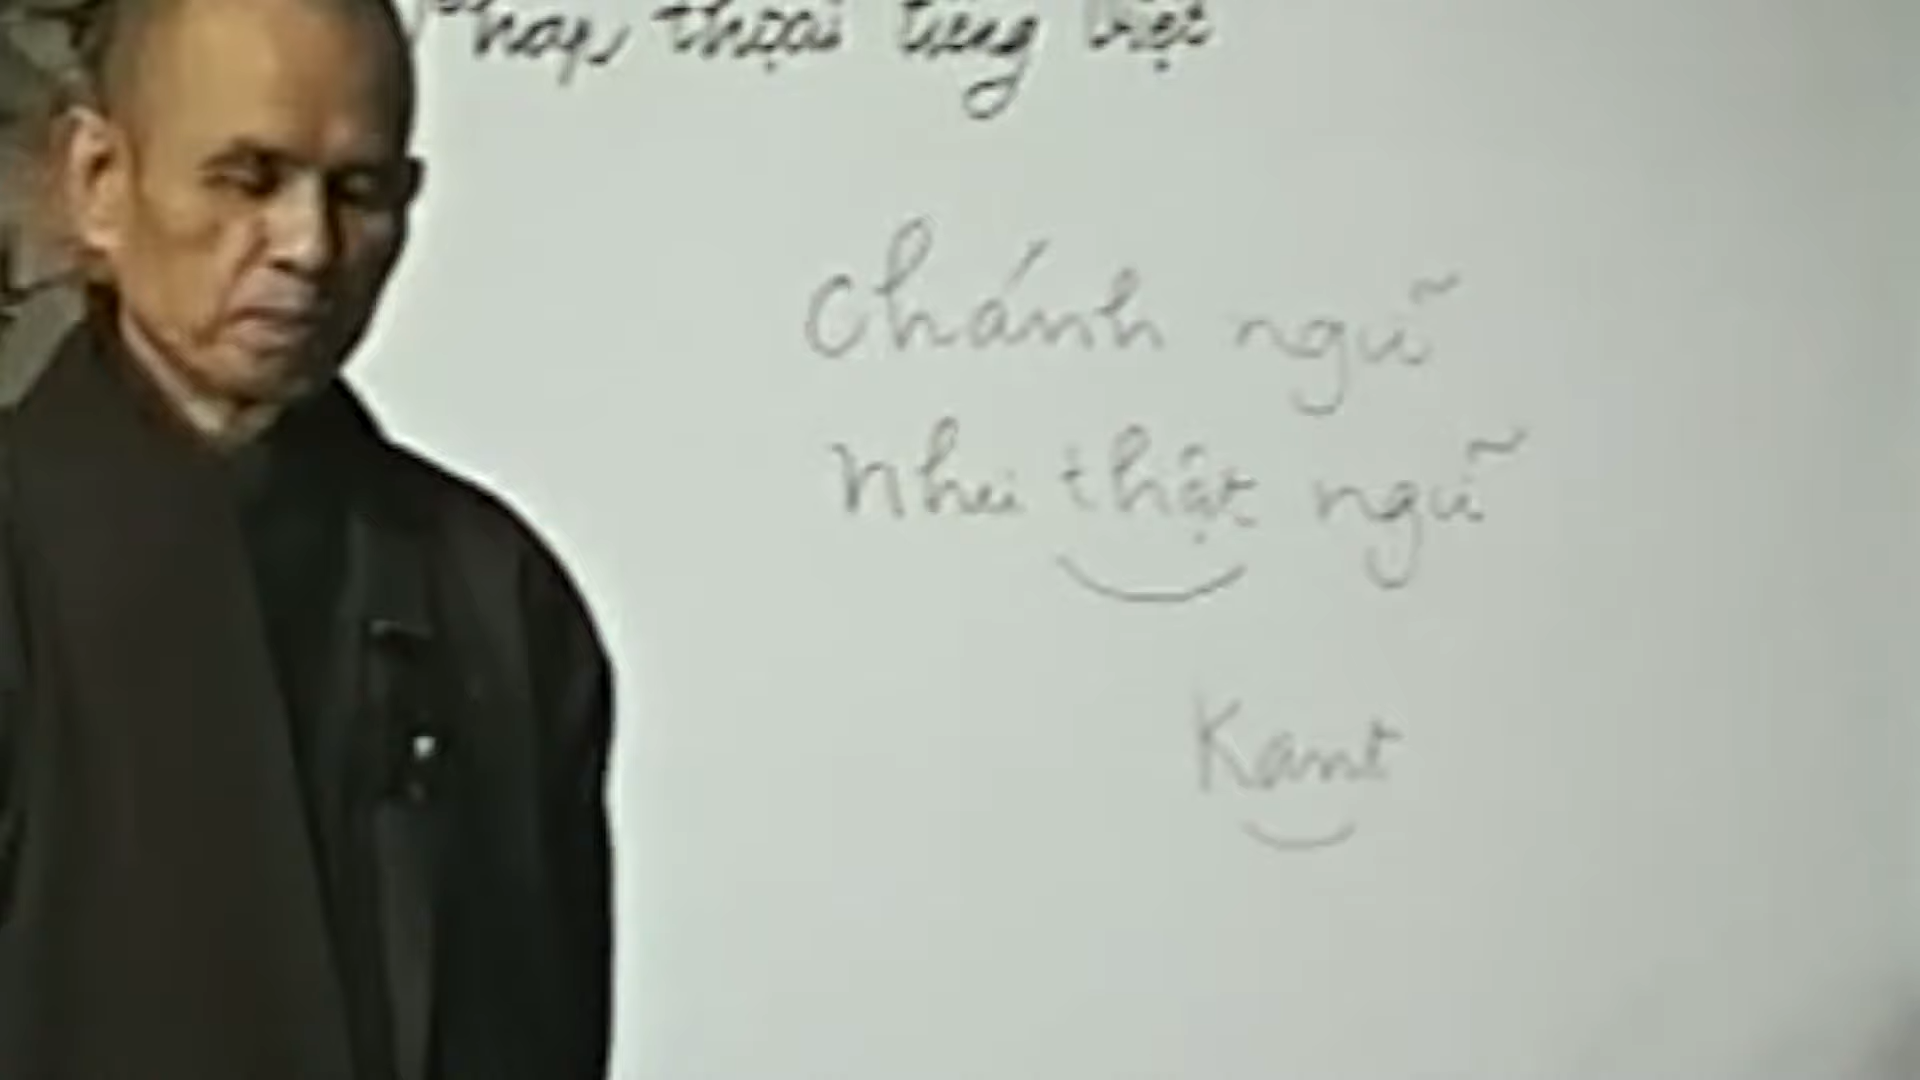 Pháp thoại tiếng Việt
Chánh ngữ
Như thật ngữ
Kant